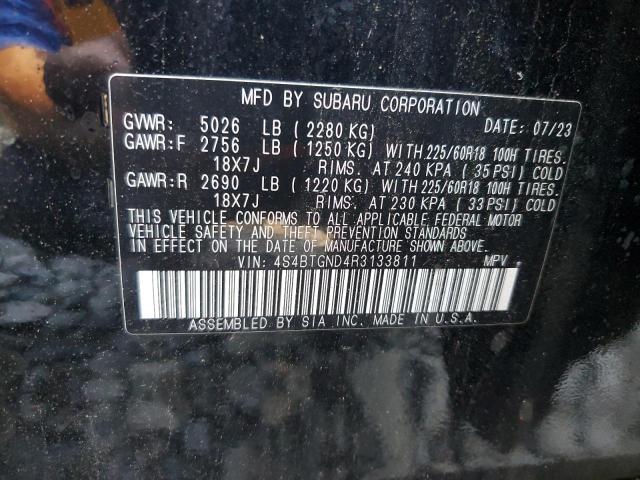 MFD BY SUBARU CORPORATION
GVWR: 5026 LB ( 2280 KG) DATE: 07/23
GAWR:F 2756 LB ( 1250 KG) WITH 225/60R18 100H TIRES.
18X7J RIMS. AT 240 KPA ( 35 PSI) COLD
GAWR:R 2690 LB ( 1220 KG) WITH 225/60R18 100H TIRES.
18X7J RIMS. AT 230 KPA ( 33 PSI) COLD
THIS VEHICLE CONFORMS TO ALL APPLICABLE FEDERAL MOTOR
VEHICLE SAFETY AND THEFT PREVENTION STANDARDS
IN EFFECT ON THE DATE OF MANUFACTURE SHOWN ABOVE.
VIN: 4S4BTGND4R3133811 MPV
ASSEMBLED BY SIA INC. MADE IN U.S.A.